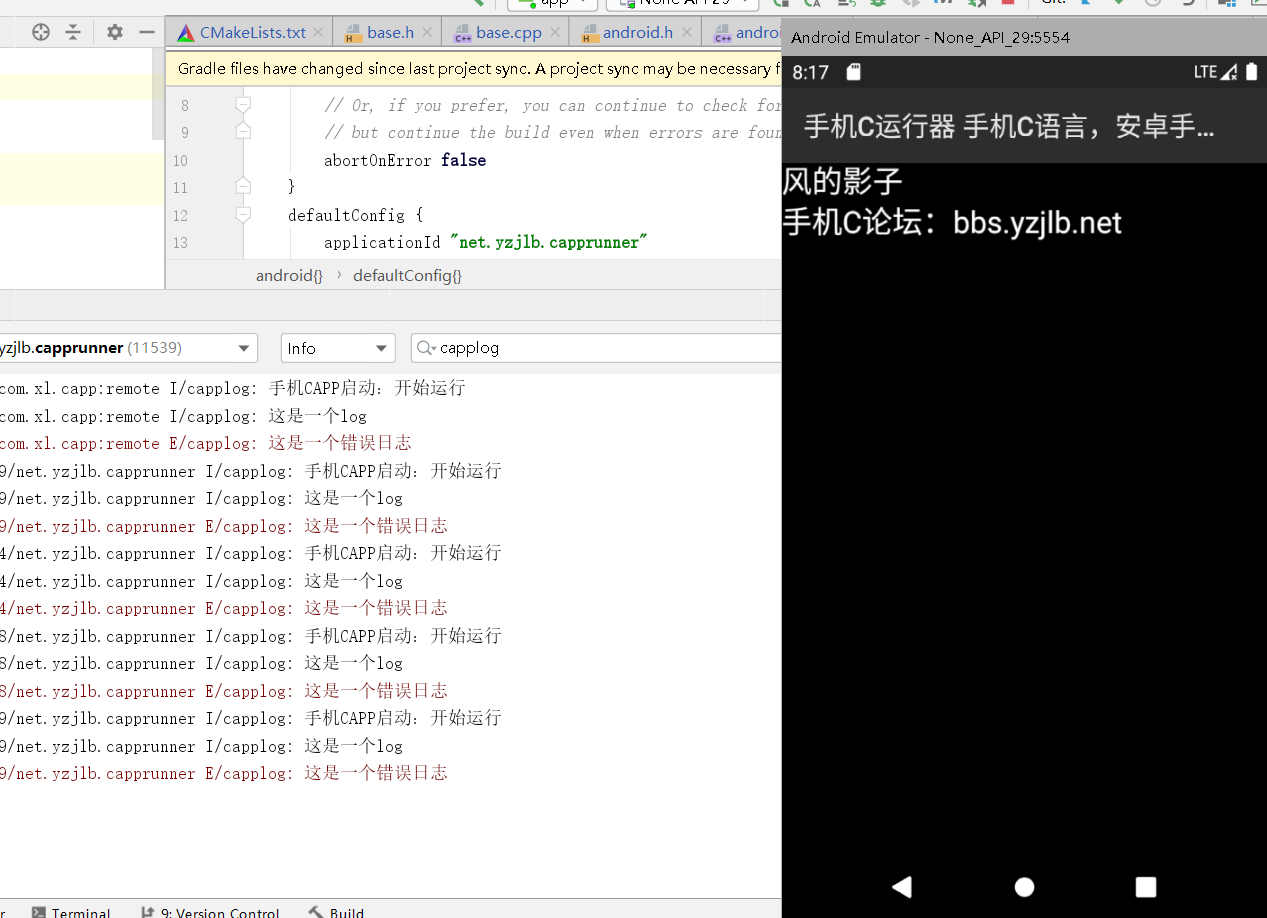 app None API 29 Git:
CMakeLists.txt base.h base.cpp android.h androi
Gradle files have changed since last project sync. A project sync may be necessary f
8 // Or, if you prefer, you can continue to check for
9 // but continue the build even when errors are foun
10 abortOnError false
11 }
12 defaultConfig {
13 applicationId "net.yzjlb.capprunner"
android{} › defaultConfig{}
yzjlb.capprunner (11539) Info capplog
com.xl.capp:remote I/capplog: 手机CAPP启动：开始运行
com.xl.capp:remote I/capplog: 这是一个log
com.xl.capp:remote E/capplog: 这是一个错误日志
9/net.yzjlb.capprunner I/capplog: 手机CAPP启动：开始运行
9/net.yzjlb.capprunner I/capplog: 这是一个log
9/net.yzjlb.capprunner E/capplog: 这是一个错误日志
4/net.yzjlb.capprunner I/capplog: 手机CAPP启动：开始运行
4/net.yzjlb.capprunner I/capplog: 这是一个log
4/net.yzjlb.capprunner E/capplog: 这是一个错误日志
8/net.yzjlb.capprunner I/capplog: 手机CAPP启动：开始运行
8/net.yzjlb.capprunner I/capplog: 这是一个log
8/net.yzjlb.capprunner E/capplog: 这是一个错误日志
9/net.yzjlb.capprunner I/capplog: 手机CAPP启动：开始运行
9/net.yzjlb.capprunner I/capplog: 这是一个log
9/net.yzjlb.capprunner E/capplog: 这是一个错误日志
r Terminal 9: Version Control Build
Android Emulator - None_API_29:5554
8:17 LTE
手机C运行器 手机C语言，安卓手...
风的影子
手机C论坛：bbs.yzjlb.net